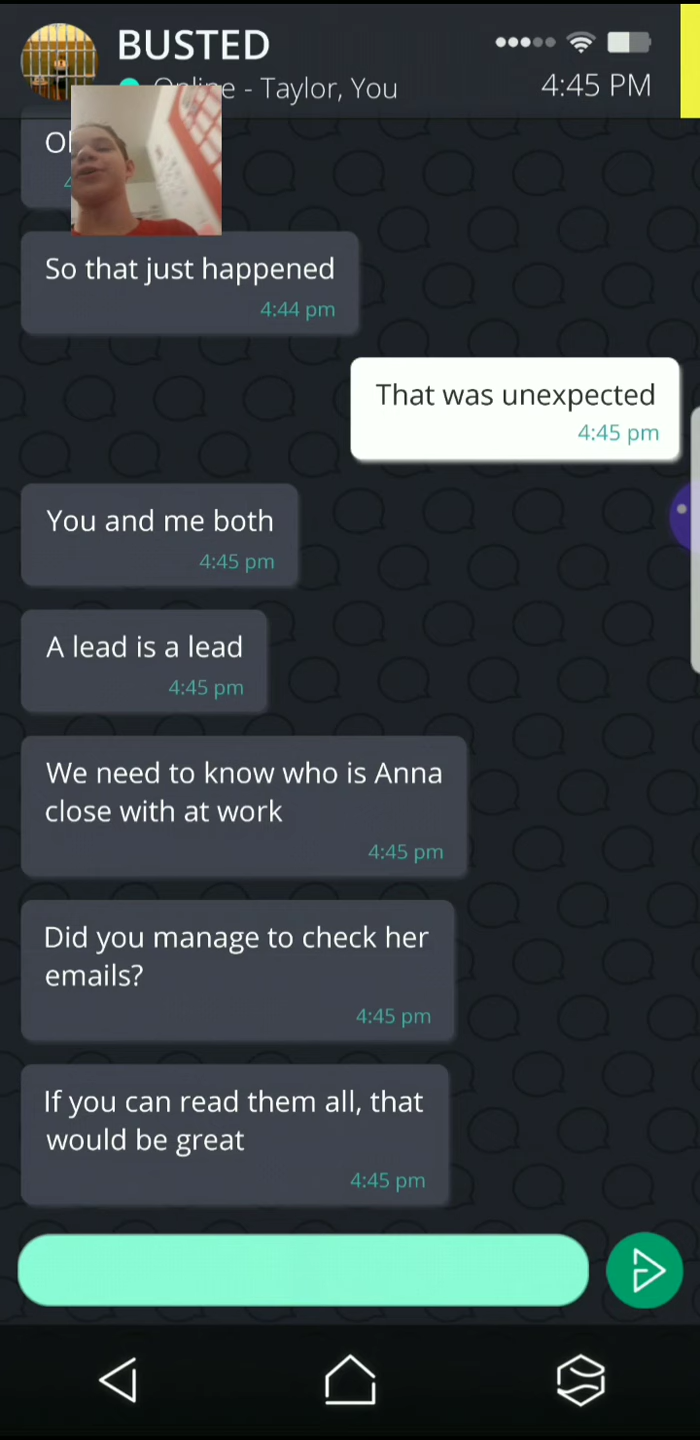 BUSTED
- Taylor, You
4:45 PM
So that just happened
4:44 pm
That was unexpected
4:45 pm
You and me both
4:45 pm
A lead is a lead
4:45 pm
We need to know who is Anna
close with at work
4:45 pm
Did you manage to check her
emails?
4:45 pm
If you can read them all, that
would be great
4:45 pm